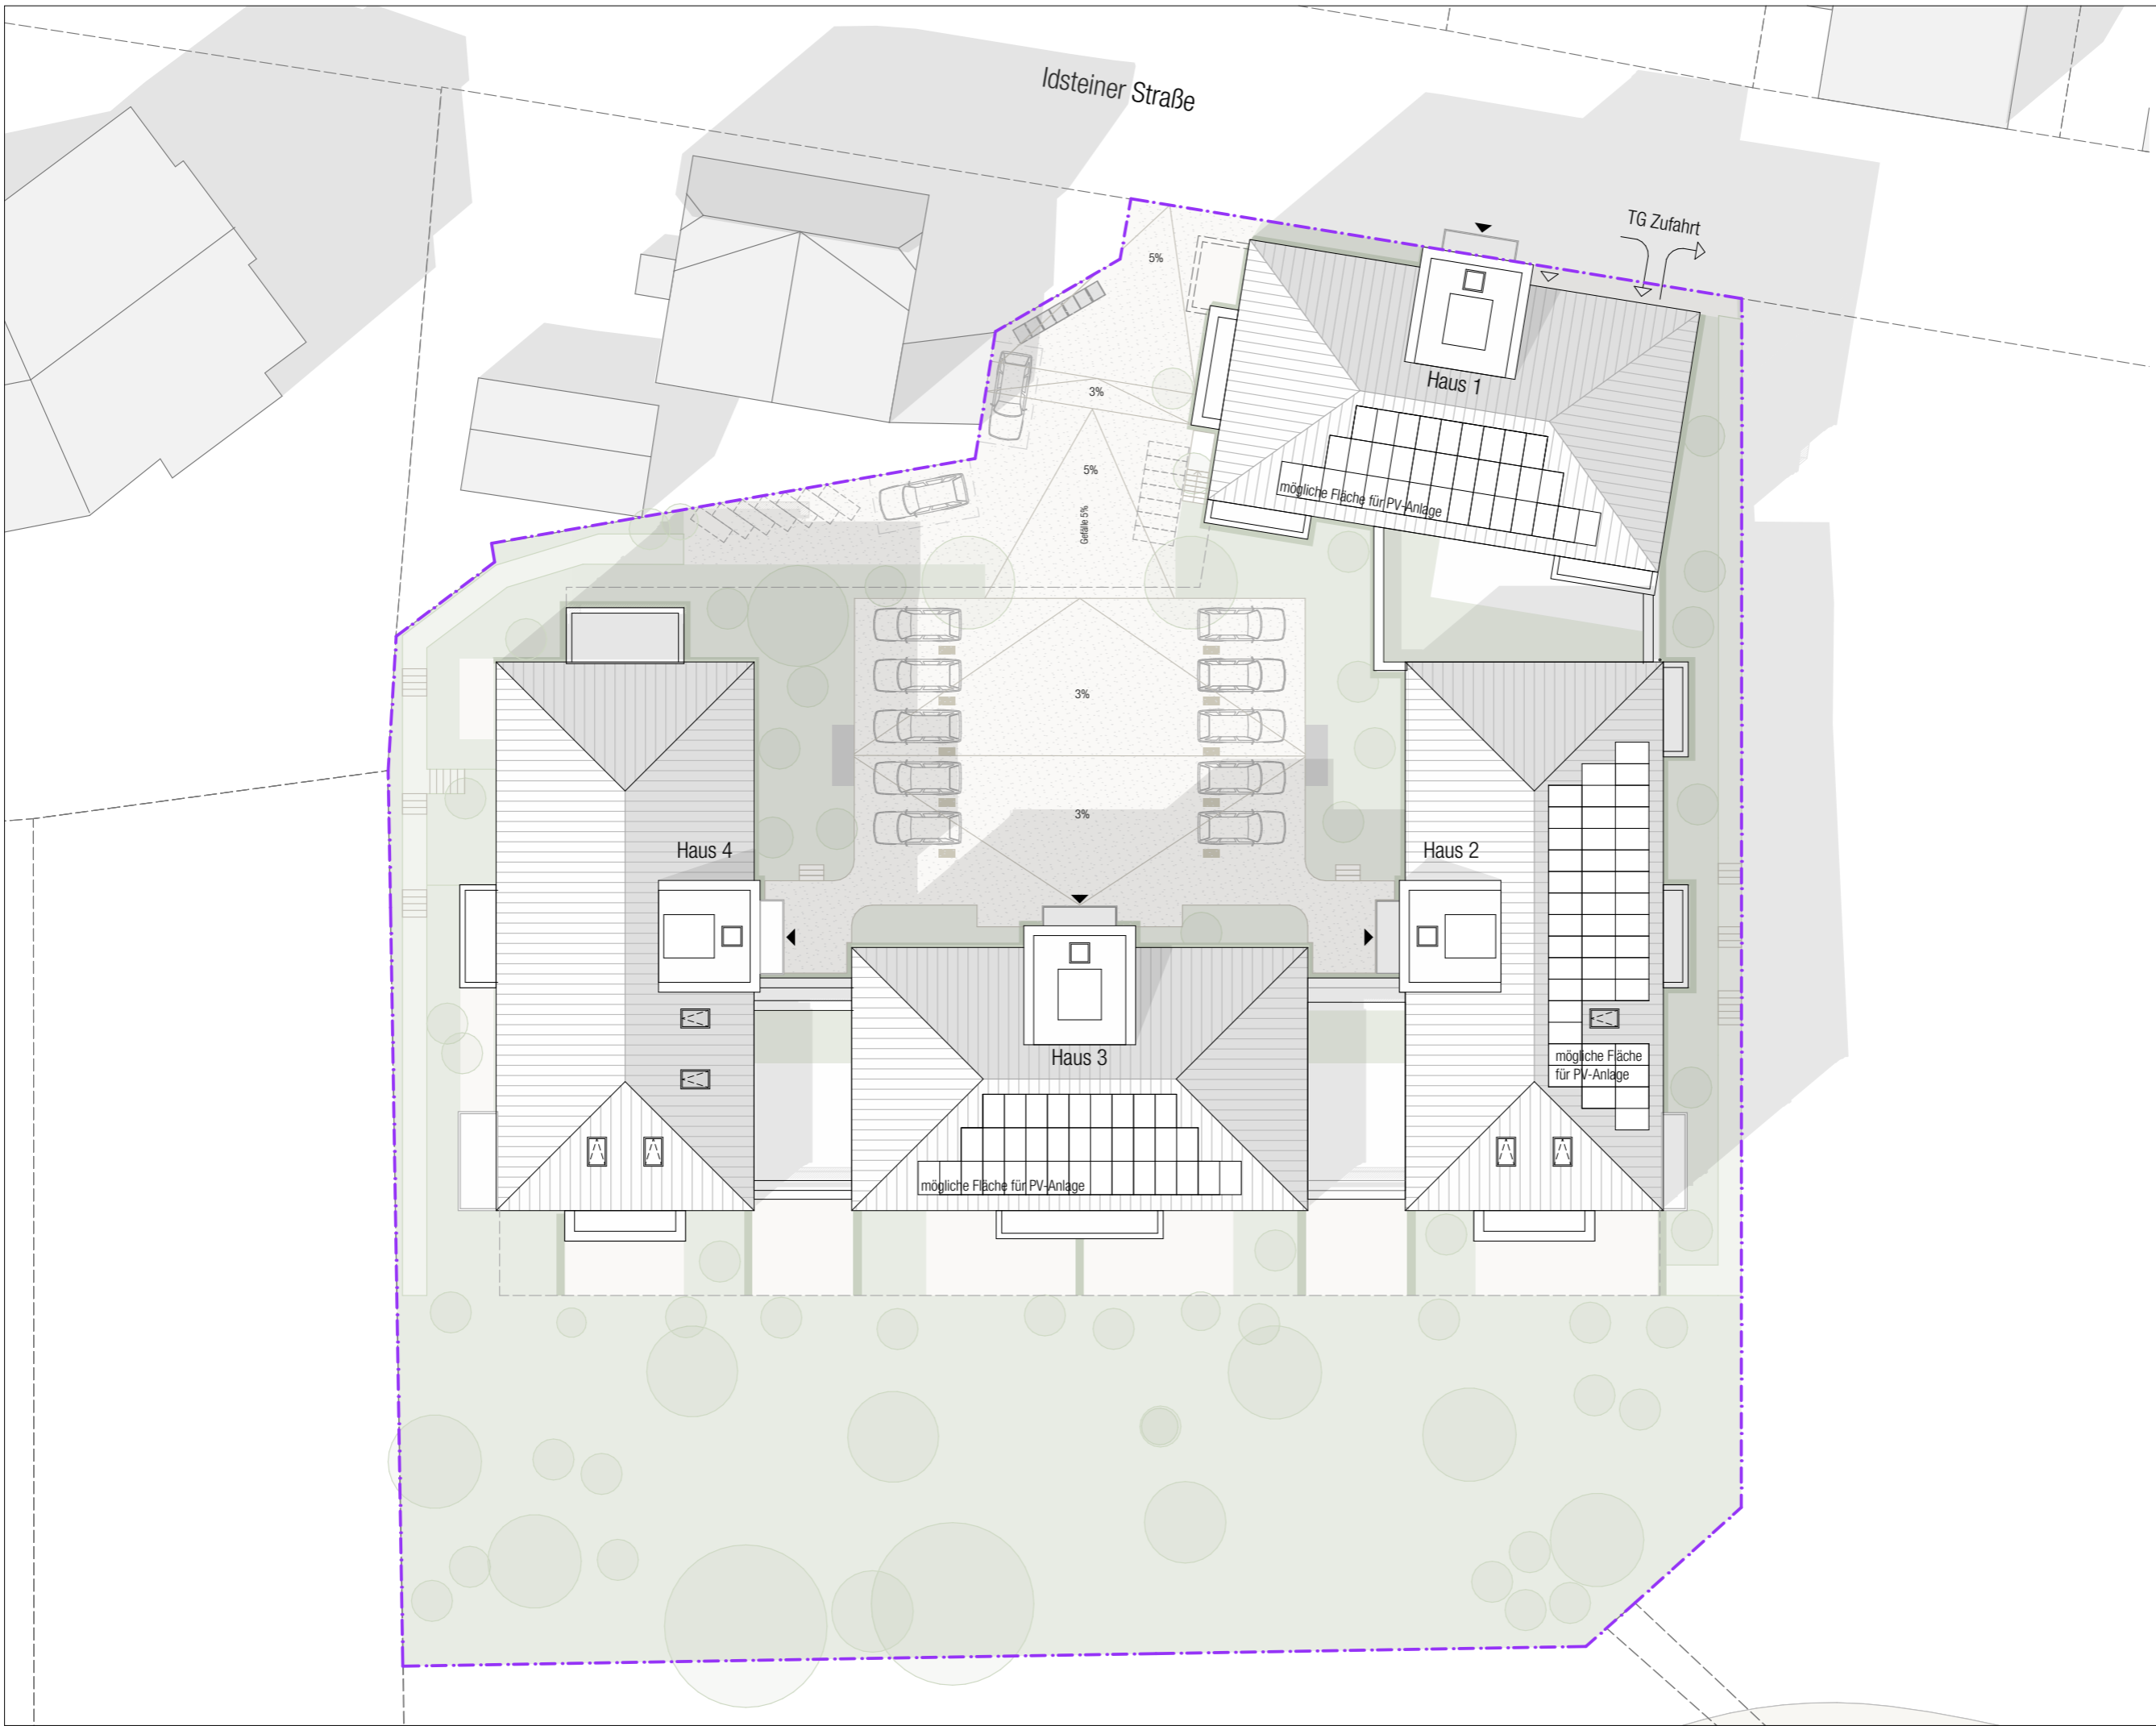 Idsteiner Straße
TG Zufahrt
5%
3%
Haus 1
5%
mögliche Fläche für PV-Anlage
Gefälle 5%
3%
3%
Haus 4
Haus 2
Haus 3
mögliche Fläche
für PV-Anlage
mögliche Fläche für PV-Anlage